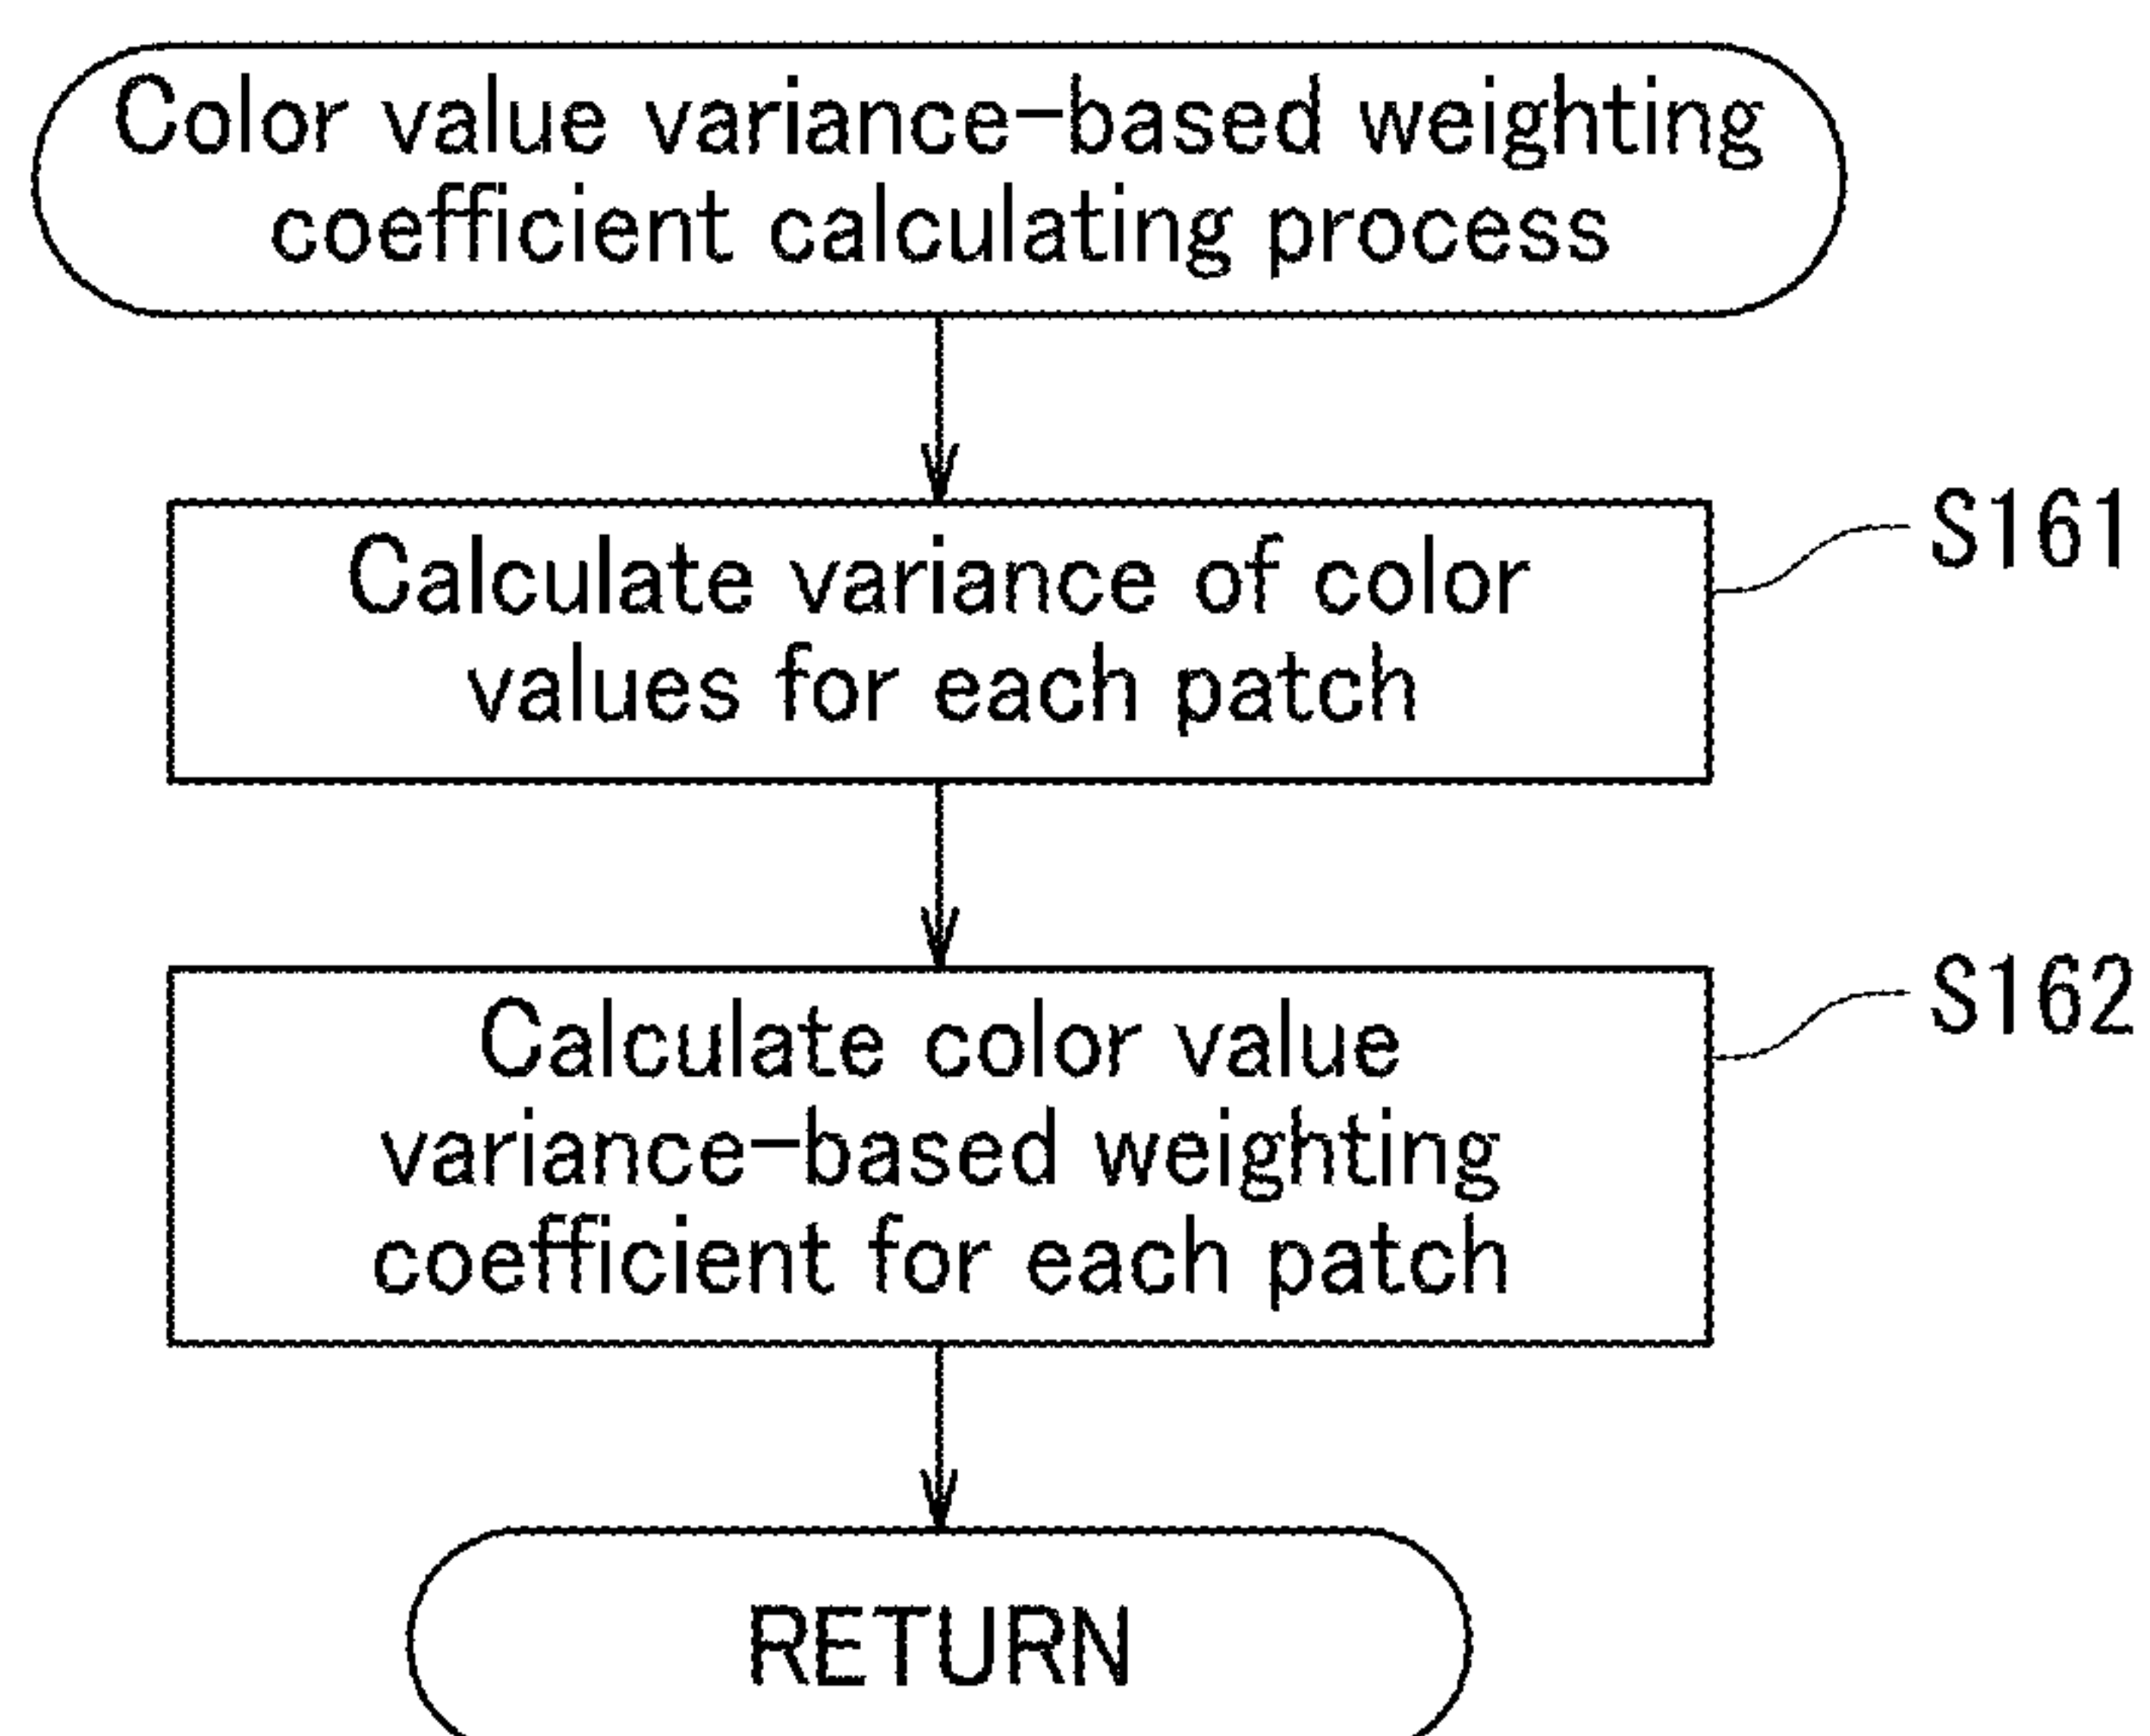 Color value variance-based weighting
coefficient calculating process
Calculate variance of color
values for each patch
S161
Calculate color value
variance-based weighting
coefficient for each patch
S162
RETURN